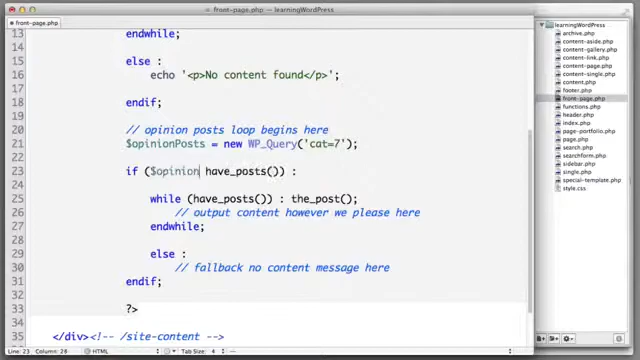 front-page.php — learningWordPress
front-page.php
13 endwhile;
14
15 else :
16 echo '<p>No content found</p>';
17
18 endif;
19
20 // opinion posts loop begins here
21 $opinionPosts = new WP_Query('cat=7');
22
23 if ($opinion have_posts()) :
24
25 while (have_posts()) : the_post();
26 // output content however we please here
27 endwhile;
28
29 else :
30 // fallback no content message here
31 endif;
32
33 ?>
34
35 </div><!-- /site-content -->
36
Line: 23 Column: 20 HTML Tab Size: 4 —
learningWordPress
archive.php
content-aside.php
content-gallery.php
content-link.php
content-page.php
content-single.php
content.php
footer.php
front-page.php
functions.php
header.php
index.php
page-portfolio.php
page.php
search.php
searchform.php
sidebar.php
single.php
special-template.php
style.css